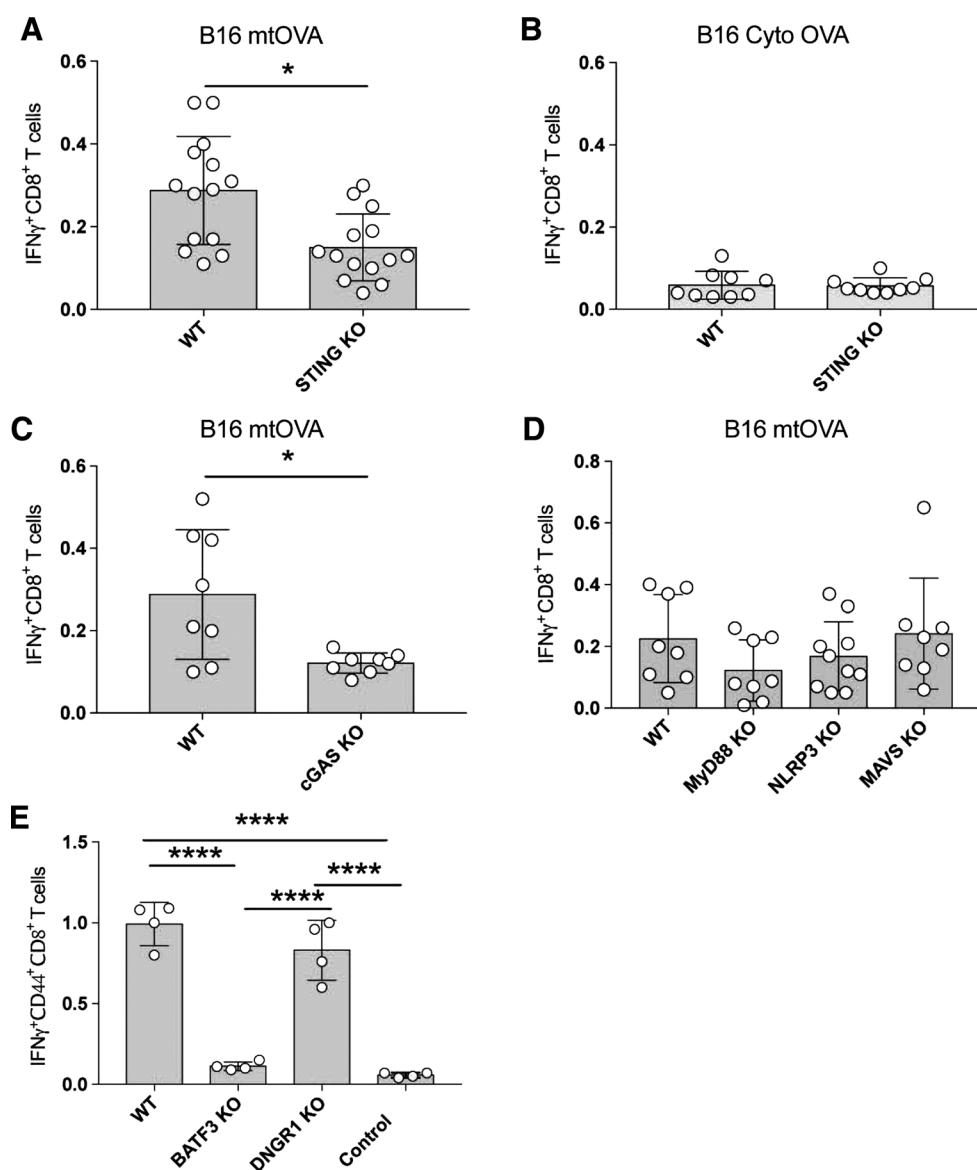 A
B16 mtOVA
IFNγ⁺CD8⁺ T cells
0.6
0.4
0.2
0.0
*
WT
STING KO
B
B16 Cyto OVA
IFNγ⁺CD8⁺ T cells
0.6
0.4
0.2
0.0
WT
STING KO
C
B16 mtOVA
IFNγ⁺CD8⁺ T cells
0.6
0.4
0.2
0.0
*
WT
cGAS KO
D
B16 mtOVA
IFNγ⁺CD8⁺ T cells
0.8
0.6
0.4
0.2
0.0
WT
MyD88 KO
NLRP3 KO
MAVS KO
E
IFNγ⁺CD44⁺CD8⁺ T cells
1.5
1.0
0.5
0.0
****
****
****
****
WT
BATF3 KO
DNGR1 KO
Control